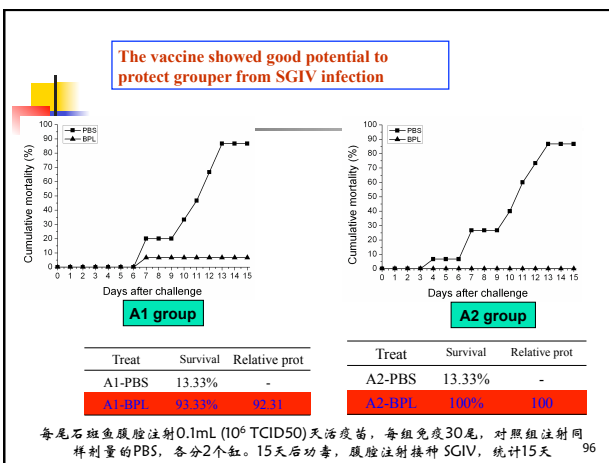 The vaccine showed good potential to
protect grouper from SGIV infection
100
90
80
70
60
50
40
30
20
10
0
Cumulative mortality (%)
PBS
BPL
0 1 2 3 4 5 6 7 8 9 10 11 12 13 14 15
Days after challenge
A1 group
100
90
80
70
60
50
40
30
20
10
0
Cumulative mortality (%)
PBS
BPL
0 1 2 3 4 5 6 7 8 9 10 11 12 13 14 15
Days after challenge
A2 group
Treat Survival Relative prot
A1-PBS 13.33% -
A1-BPL 93.33% 92.31
Treat Survival Relative prot
A2-PBS 13.33% -
A2-BPL 100% 100
每尾石斑鱼腹腔注射0.1mL (10⁶ TCID50)灭活疫苗，每组免疫30尾，对照组注射同
样剂量的PBS，各分2个缸。15天后功毒，腹腔注射接种 SGIV，统计15天
96